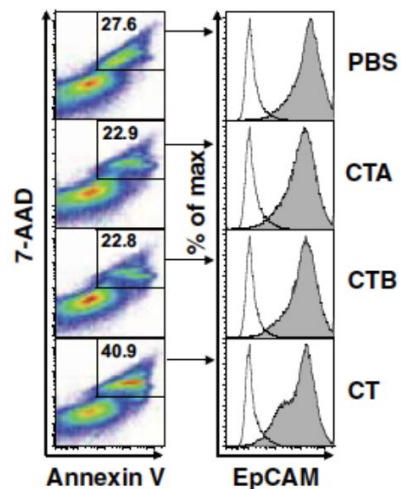 27.6
PBS
22.9
CTA
22.8
CTB
40.9
CT
7-AAD
% of max
Annexin V
EpCAM